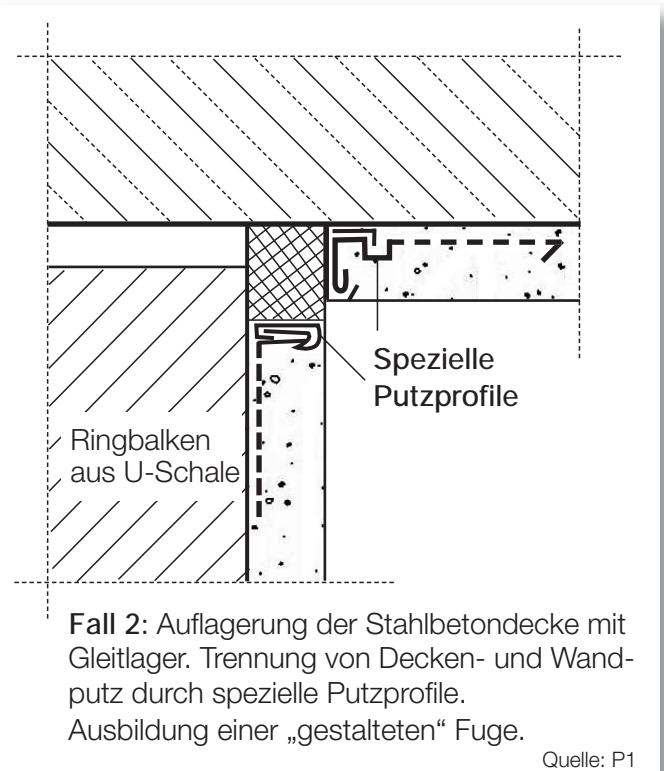 Spezielle
Putzprofile
Ringbalken
aus U-Schale
Fall 2: Auflagerung der Stahlbetondecke mit
Gleitlager. Trennung von Decken- und Wand-
putz durch spezielle Putzprofile.
Ausbildung einer „gestalteten“ Fuge.
Quelle: P1